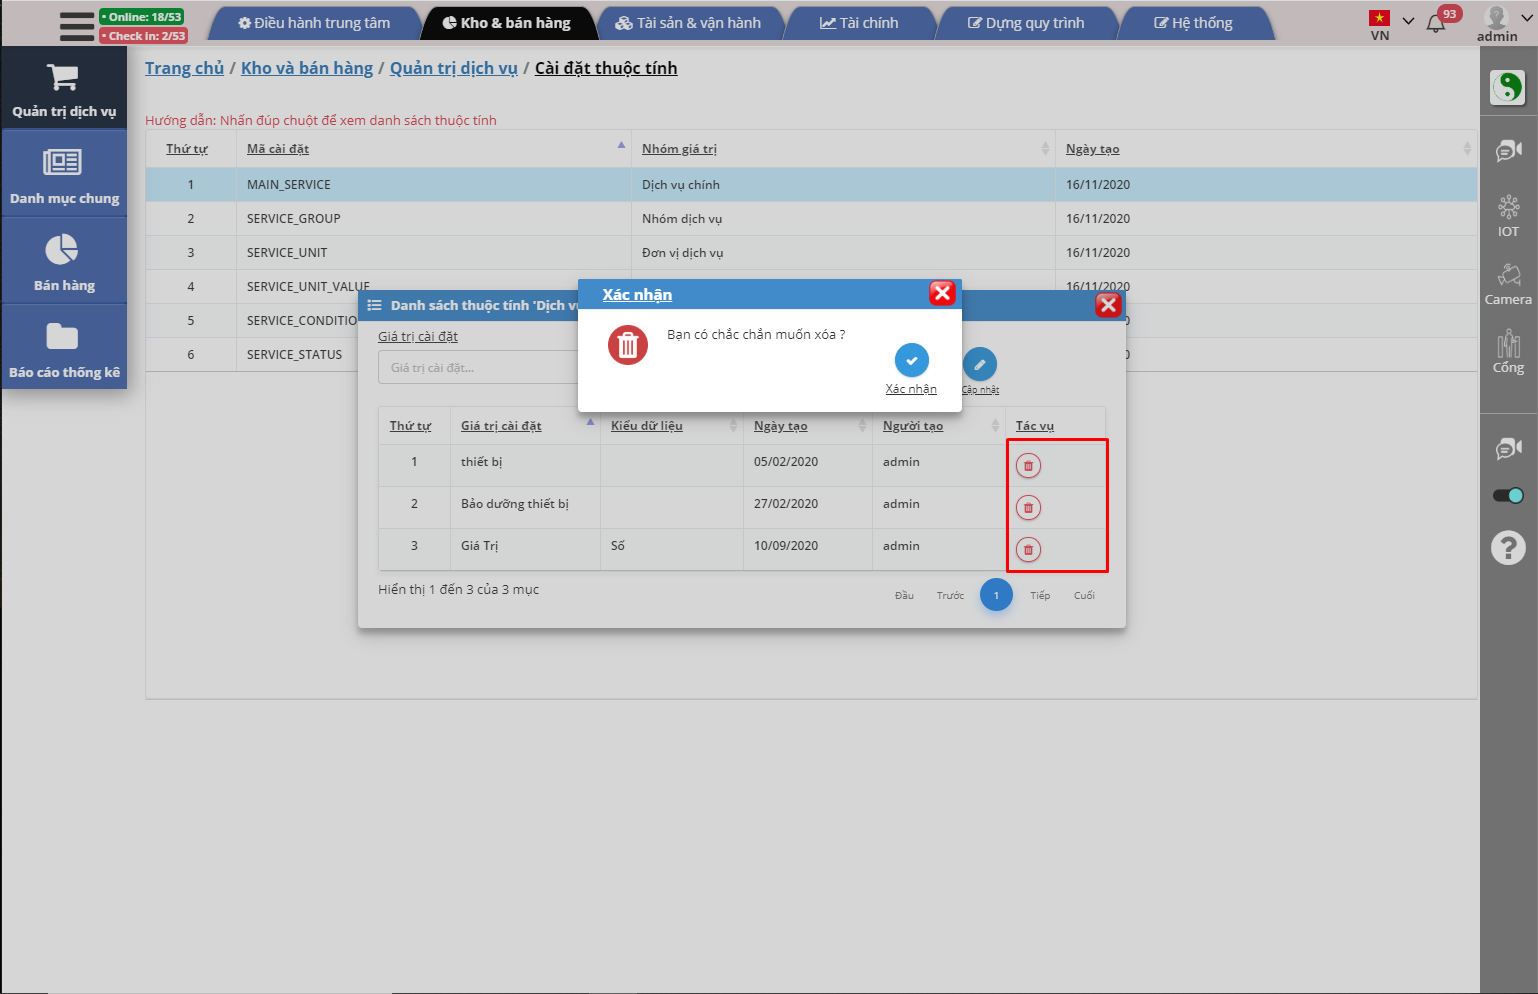 • Online: 18/53
• Check in: 2/53
Điều hành trung tâm
Kho & bán hàng
Tài sản & vận hành
Tài chính
Dựng quy trình
Hệ thống
VN
93
admin
Quản trị dịch vụ
Danh mục chung
Bán hàng
Báo cáo thống kê
Trang chủ / Kho và bán hàng / Quản trị dịch vụ / Cài đặt thuộc tính
Hướng dẫn: Nhấn đúp chuột để xem danh sách thuộc tính
Thứ tự Mã cài đặt Nhóm giá trị Ngày tạo
1 MAIN_SERVICE Dịch vụ chính 16/11/2020
2 SERVICE_GROUP Nhóm dịch vụ 16/11/2020
3 SERVICE_UNIT Đơn vị dịch vụ 16/11/2020
4 SERVICE_UNIT_VALUE 16/11/2020
5 SERVICE_CONDITIO 0
6 SERVICE_STATUS 0
Danh sách thuộc tính 'Dịch vụ
Giá trị cài đặt
Giá trị cài đặt...
Cập nhật
Xác nhận
Bạn có chắc chắn muốn xóa ?
Xác nhận
Thứ tự Giá trị cài đặt Kiểu dữ liệu Ngày tạo Người tạo Tác vụ
1 thiết bị 05/02/2020 admin
2 Bảo dưỡng thiết bị 27/02/2020 admin
3 Giá Trị Số 10/09/2020 admin
Hiển thị 1 đến 3 của 3 mục
Đầu Trước 1 Tiếp Cuối
IOT
Camera
Cổng